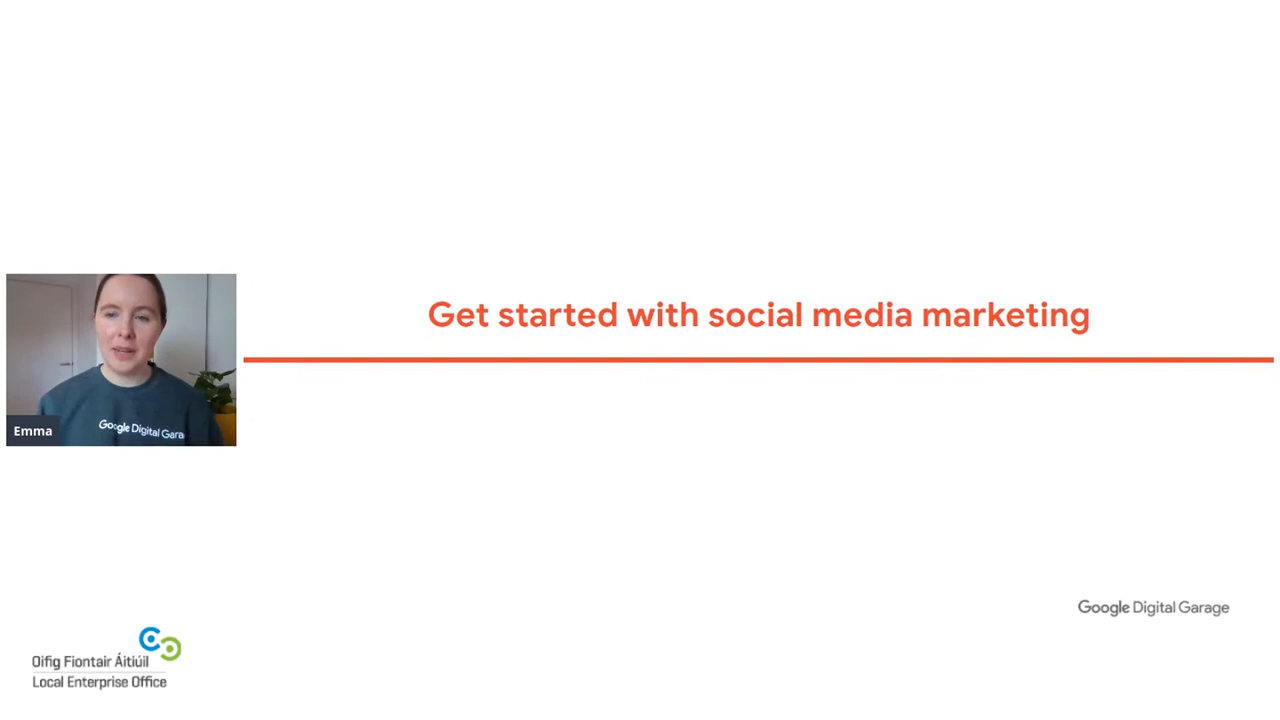 Get started with social media marketing
Google Digital Gara
Emma
Google Digital Garage
Oifig Fiontair Áitiúil
Local Enterprise Office